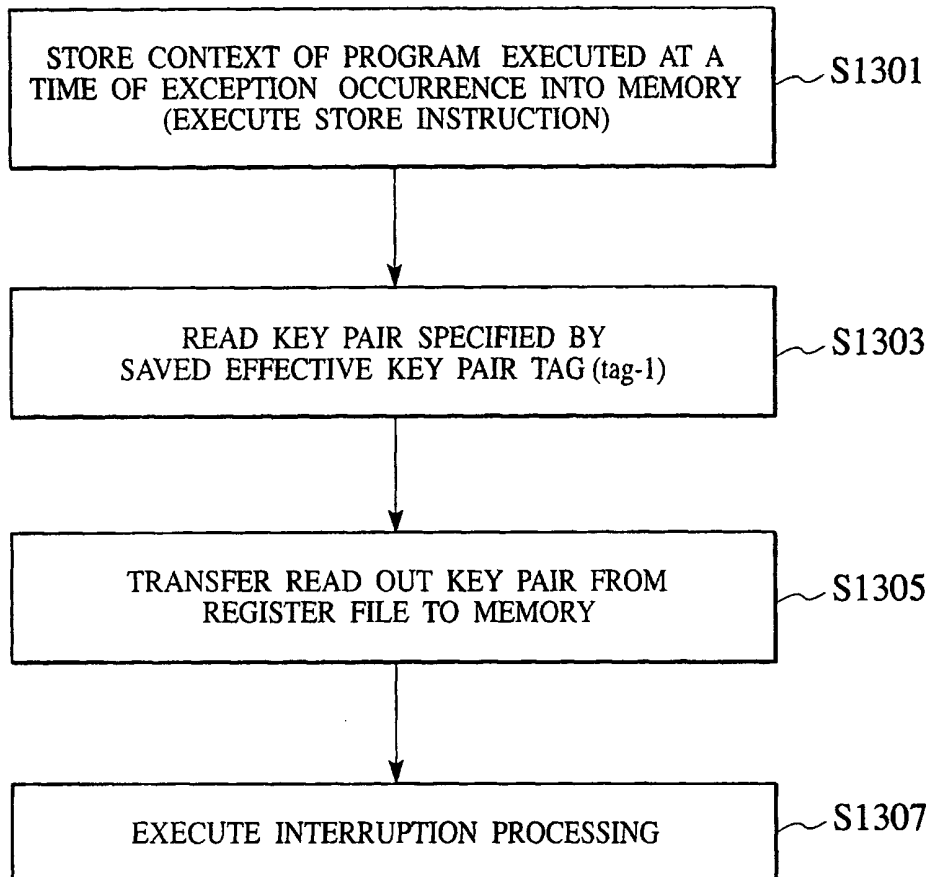 STORE CONTEXT OF PROGRAM EXECUTED AT A
TIME OF EXCEPTION OCCURRENCE INTO MEMORY
(EXECUTE STORE INSTRUCTION)
S1301
READ KEY PAIR SPECIFIED BY
SAVED EFFECTIVE KEY PAIR TAG (tag-1)
S1303
TRANSFER READ OUT KEY PAIR FROM
REGISTER FILE TO MEMORY
S1305
EXECUTE INTERRUPTION PROCESSING
S1307